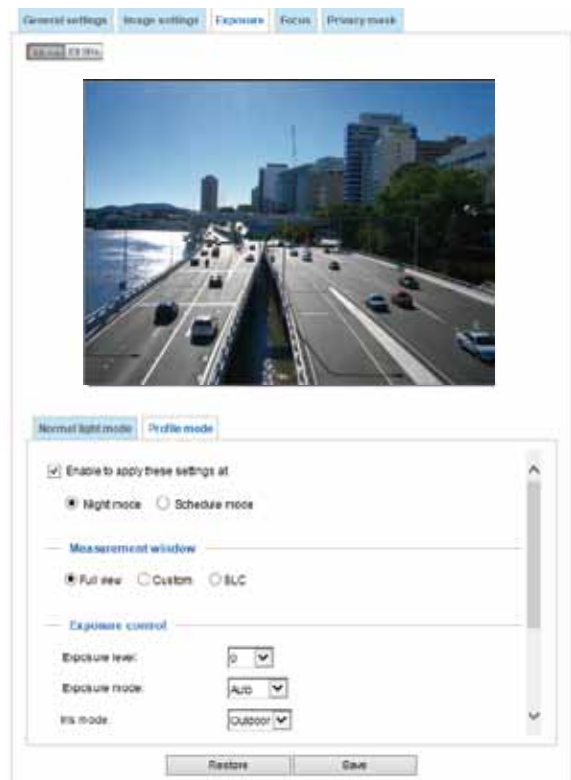 General settings Image settings Exposure Focus Privacy mask
Normal light mode Profile mode
Enable to apply these settings at
Night mode Schedule mode
Measurement window
Full view Custom BLC
Exposure control
Exposure level: 0
Exposure mode: Auto
Iris mode: Outdoor
Restore Save